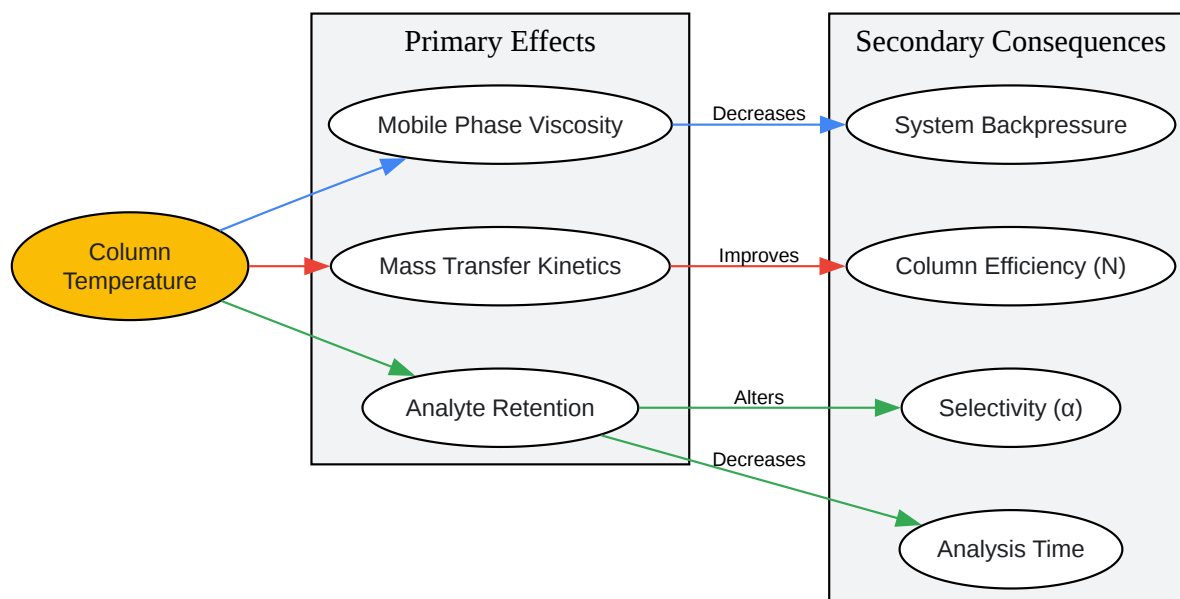 Primary Effects
Secondary Consequences
Mobile Phase Viscosity
Decreases
System Backpressure
Column
Temperature
Mass Transfer Kinetics
Improves
Column Efficiency (N)
Analyte Retention
Alters
Selectivity (α)
Decreases
Analysis Time